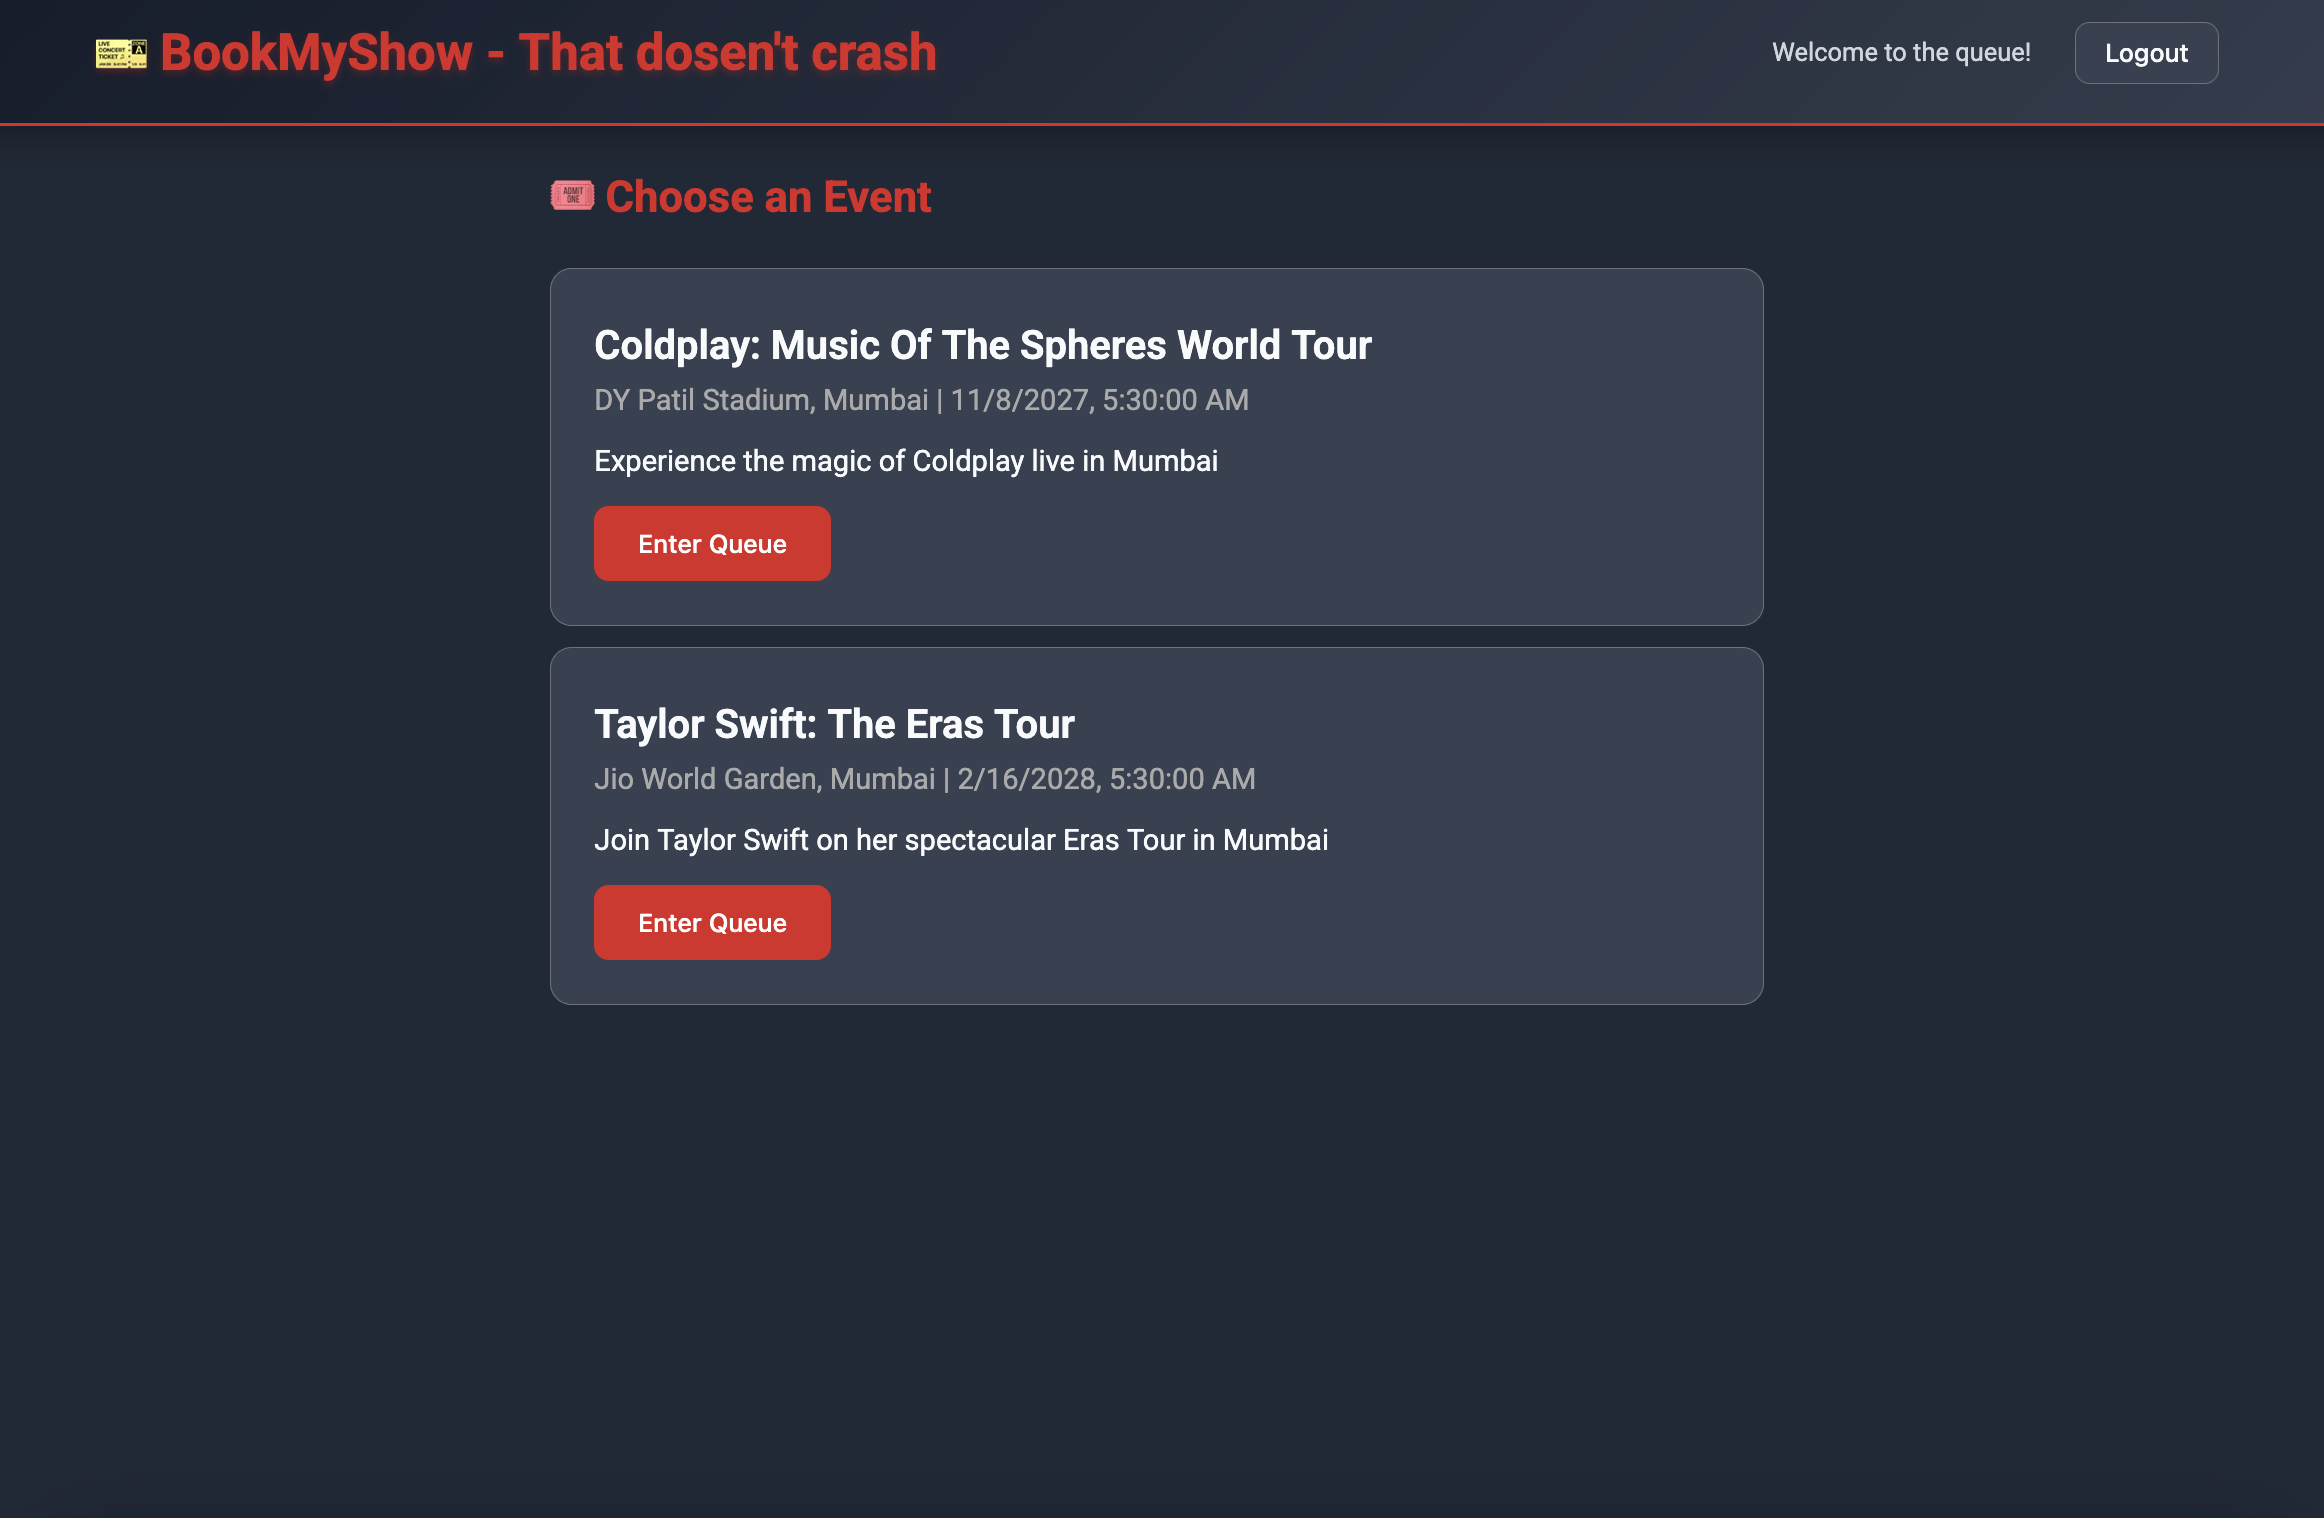 BookMyShow - That dosen't crash
Welcome to the queue!
Logout
ADMIT
ONE
Choose an Event
Coldplay: Music Of The Spheres World Tour
DY Patil Stadium, Mumbai | 11/8/2027, 5:30:00 AM
Experience the magic of Coldplay live in Mumbai
Enter Queue
Taylor Swift: The Eras Tour
Jio World Garden, Mumbai | 2/16/2028, 5:30:00 AM
Join Taylor Swift on her spectacular Eras Tour in Mumbai
Enter Queue